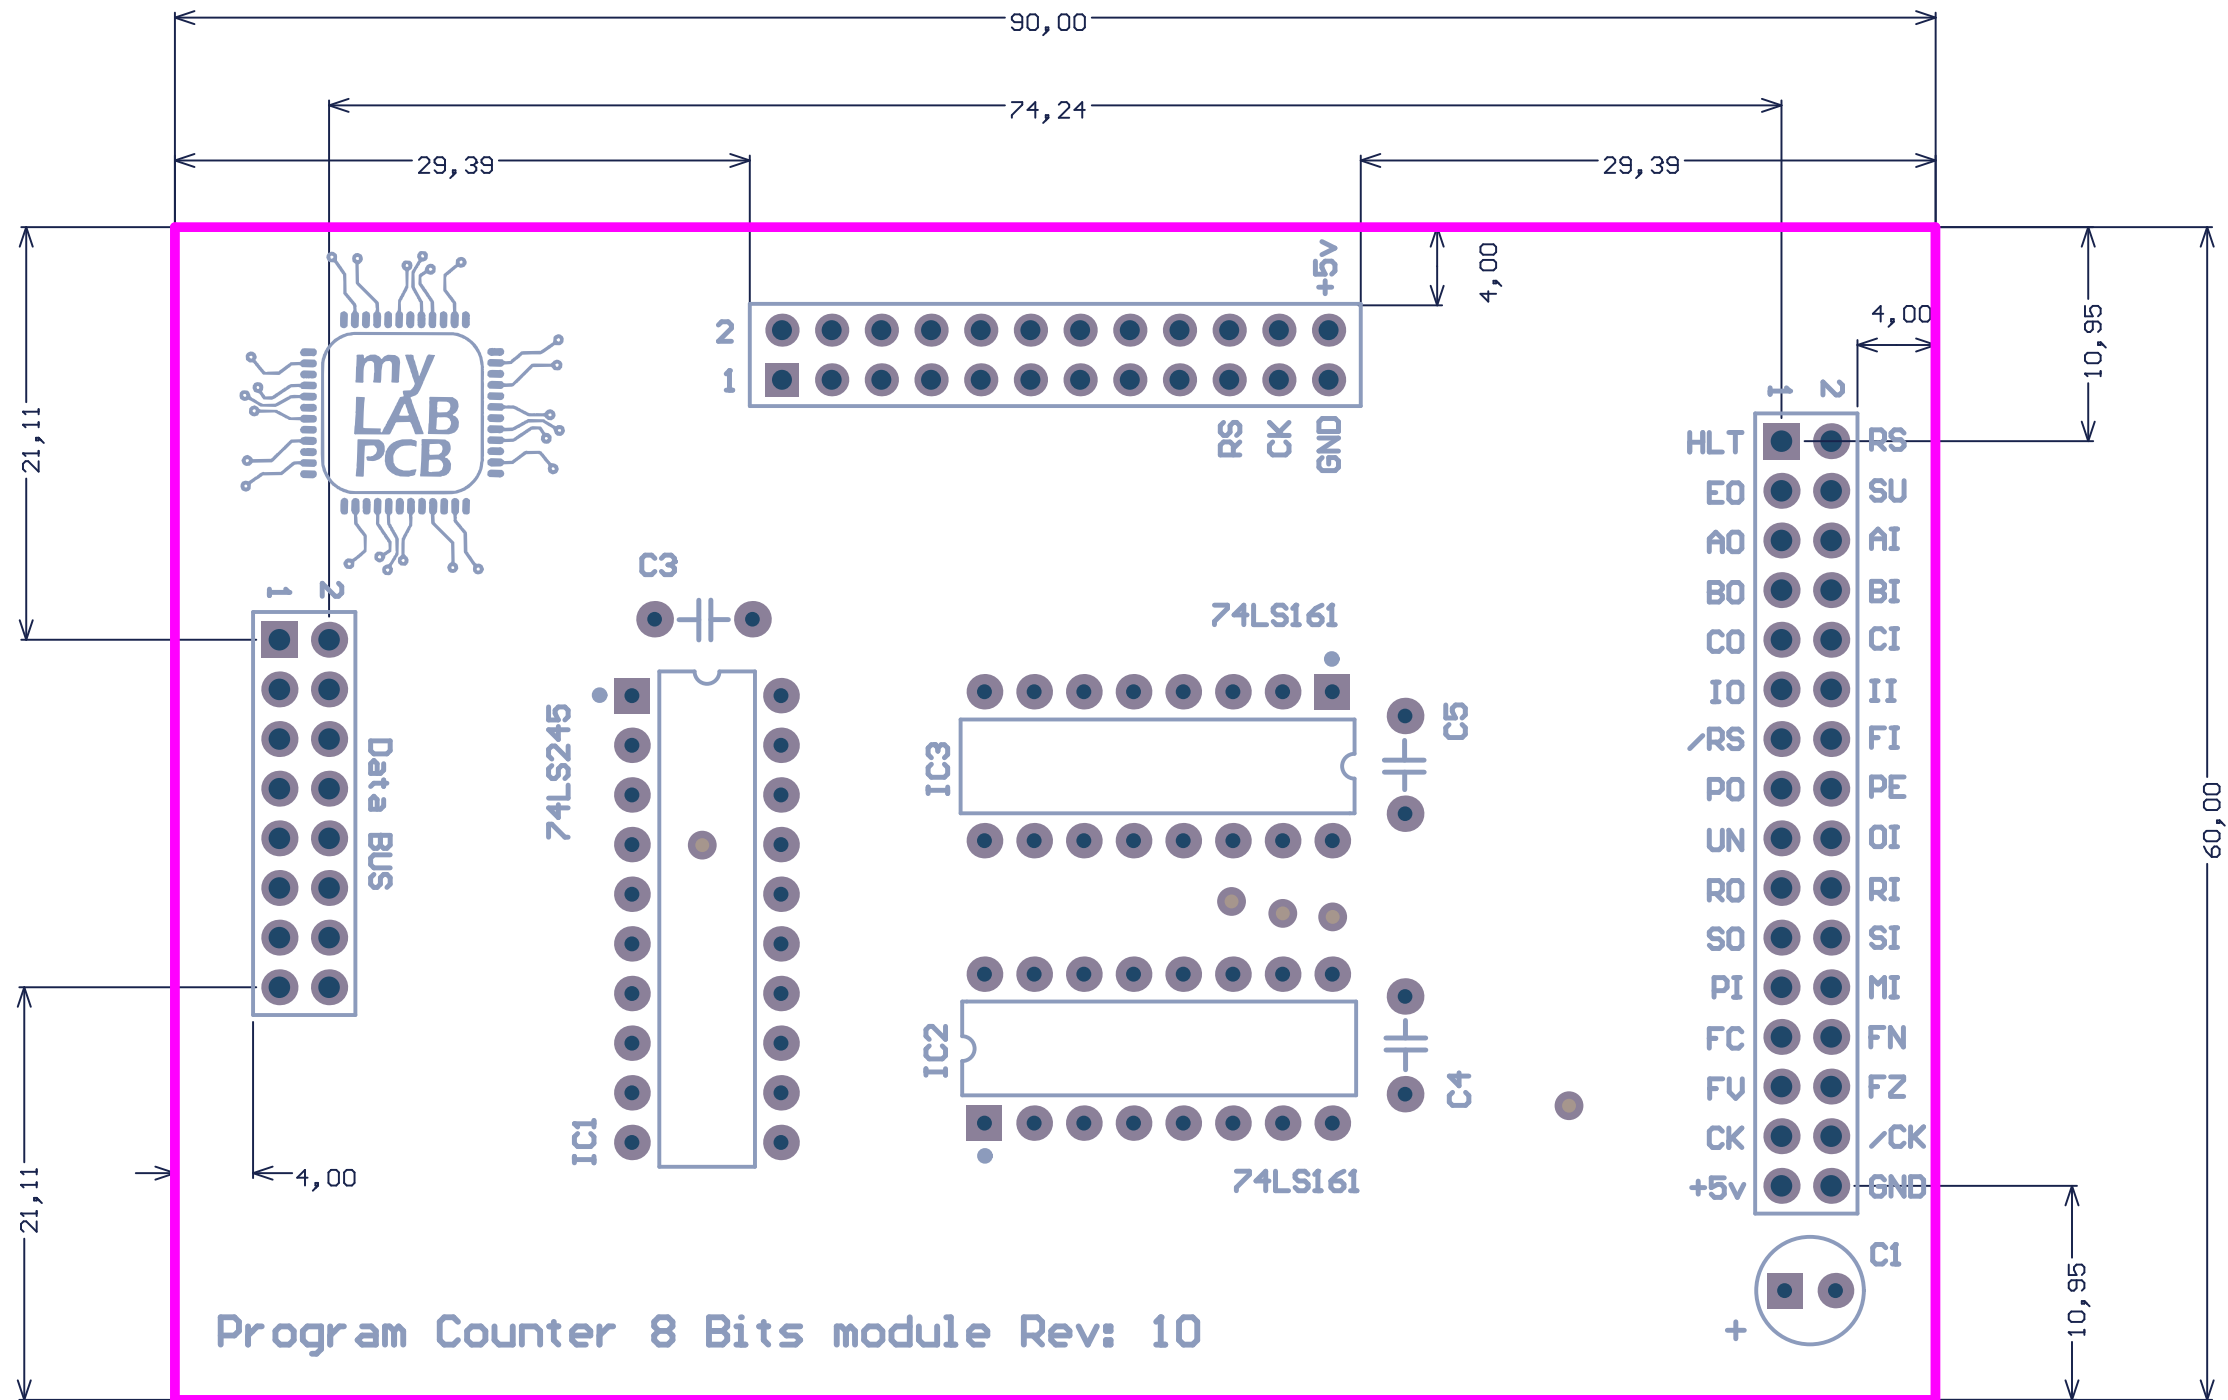 90,00
74,24
29,39
29,39
4,00
+5v
4,00
10,95
21,11
60,00
my
LAB
PCB
2
1
RS
CK
GND
1
2
HLT
RS
EO
SU
AO
AI
BO
BI
CO
CI
IO
II
/RS
FI
PO
PE
UN
OI
RO
RI
SO
SI
PI
MI
FC
FN
FV
FZ
CK
/CK
+5v
GND
1
2
Data BUS
C3
74LS245
IC1
74LS161
IC3
C5
IC2
C4
74LS161
21,11
4,00
10,95
C1
+
Program Counter 8 Bits module Rev: 10